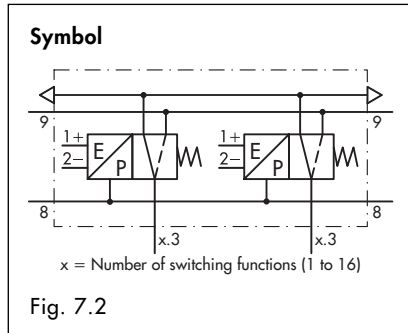 Symbol
9 9
1+ 1+
E E
2− 2−
P P
8 8
x.3 x.3
x = Number of switching functions (1 to 16)
Fig. 7.2